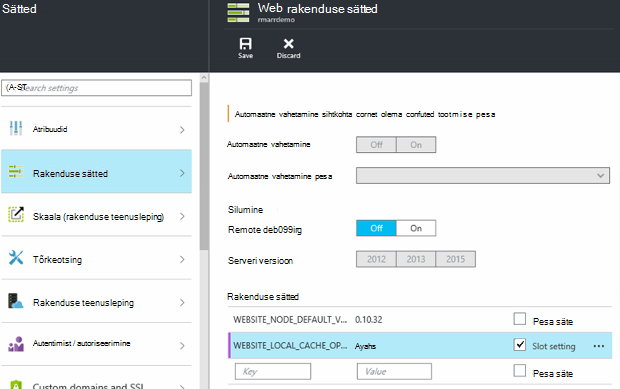 Sätted
Web rakenduse sätted
rmarrdemo
Save
Discard
(A-ST Search settings
Atribuudid
Rakenduse sätted
Skaala (rakenduse teenusleping)
Tõrkeotsing
Rakenduse teenusleping
Autentimist / autoriseerimine
Custom domains and SSL
Automaatne vahetamine sihtkohta cornet olema confuted tootmise pesa
Automaatne vahetamine
Off
On
Automaatne vahetamine pesa
Silumine
Remote deb099irg
Off
On
Serveri versioon
2012
2013
2015
Rakenduse sätted
WEBSITE_NODE_DEFAULT_V...
0.10.32
Pesa säte
WEBSITE_LOCAL_CACHE_OP...
Ayahs
Slot setting
...
Key
Value
Pesa säte